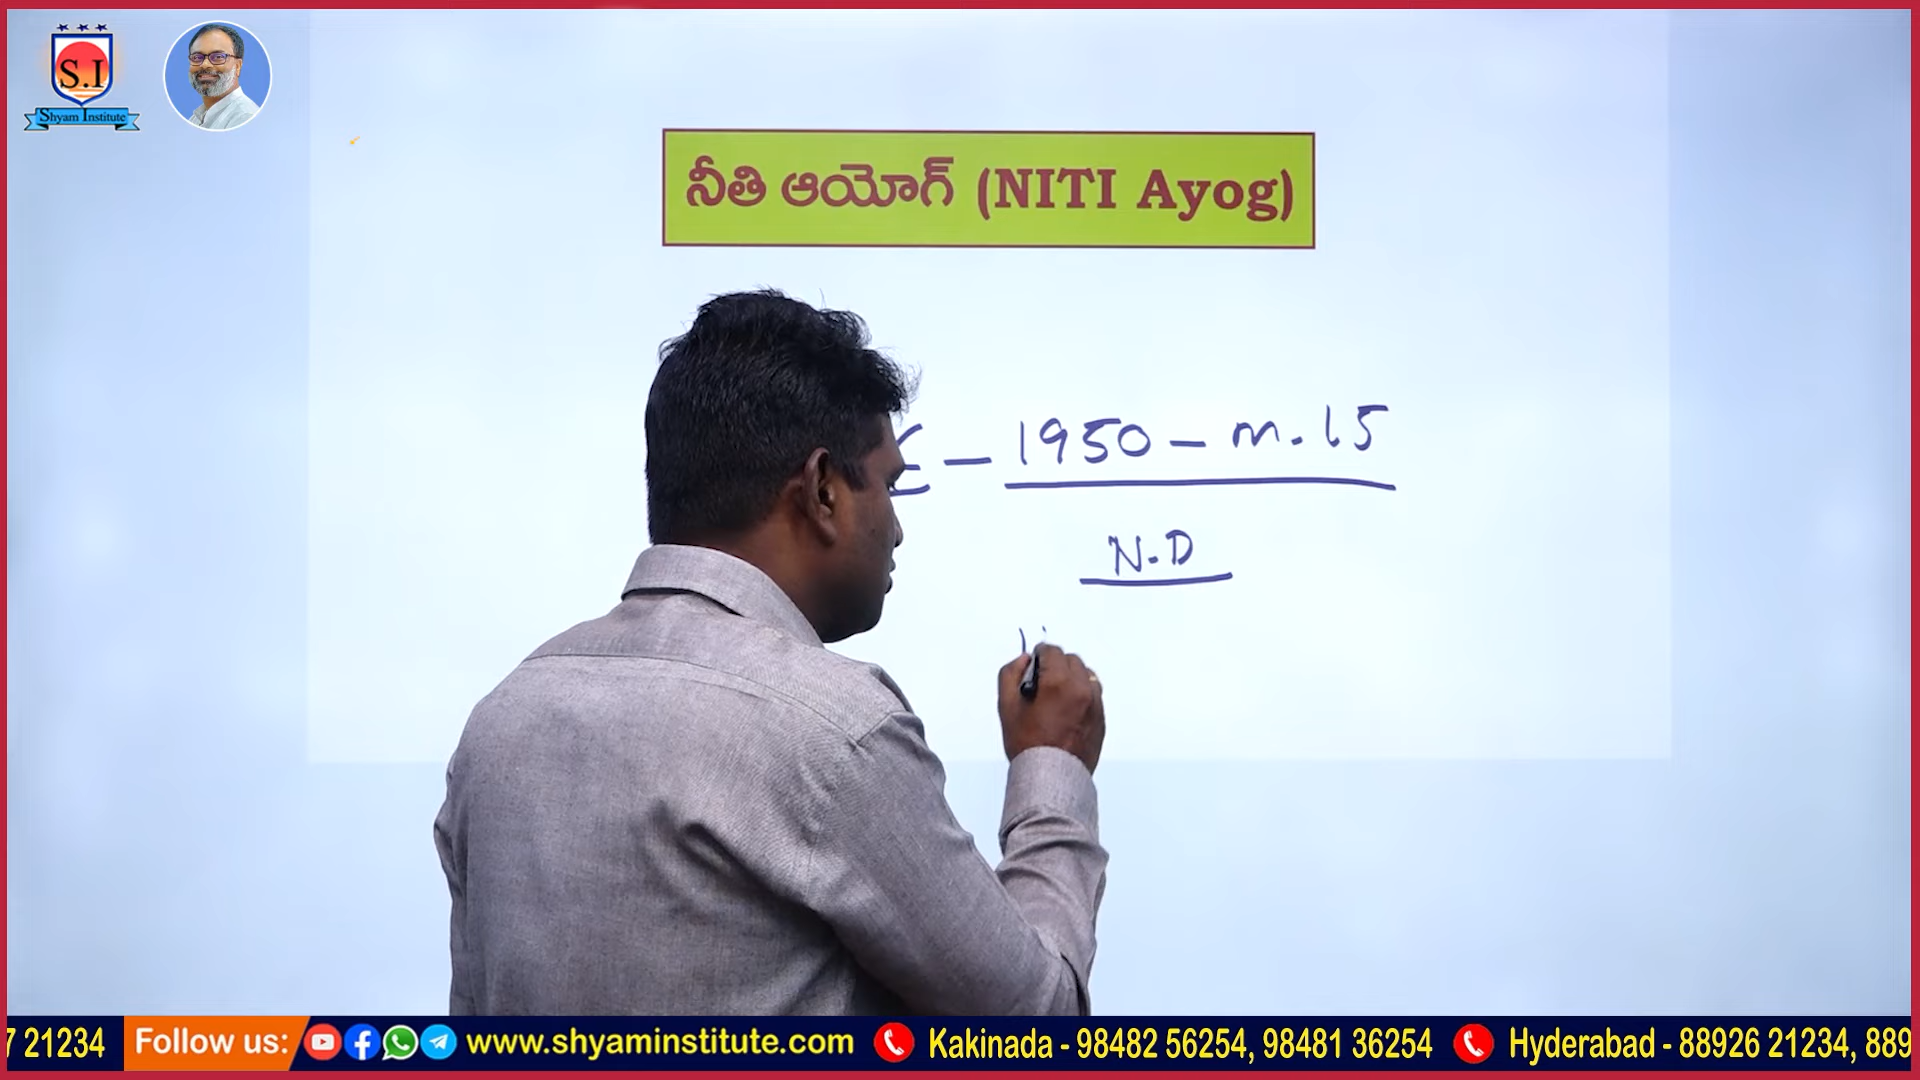 S.I
Shyam Institute
నీతి ఆయోగ్ (NITI Ayog)
- 1950 - m. 15
N.D
7 21234
Follow us:
www.shyaminstitute.com
Kakinada - 98482 56254, 98481 36254
Hyderabad - 88926 21234, 889